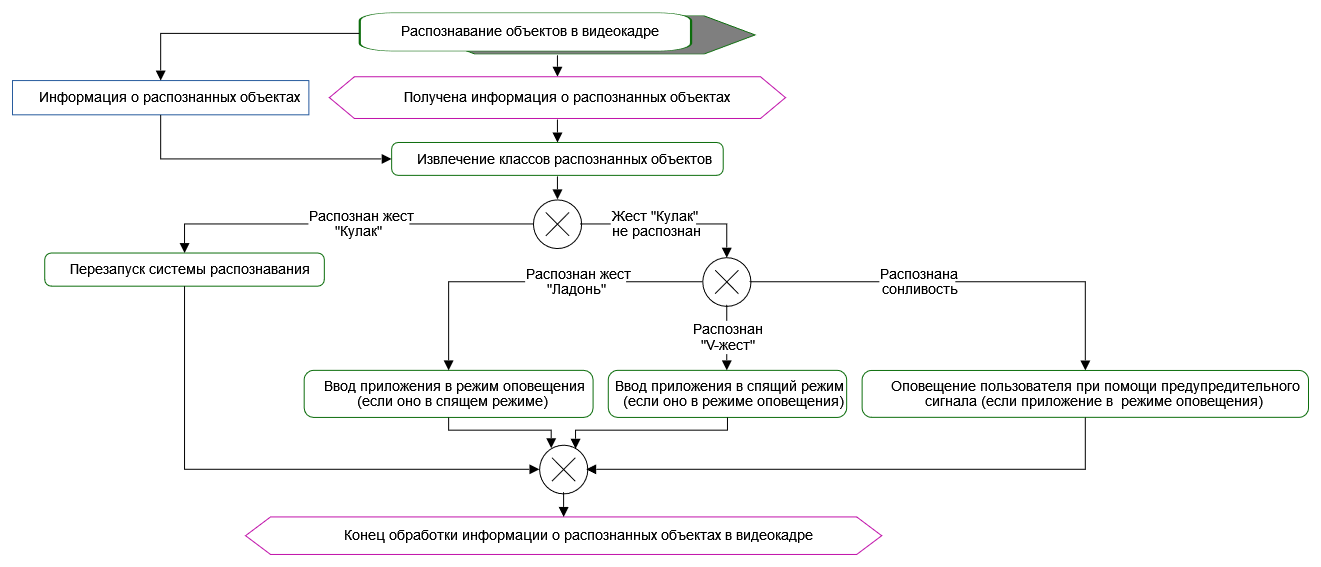 Распознавание объектов в видеокадре
Информация о распознанных объектах
Получена информация о распознанных объектах
Извлечение классов распознанных объектов
Распознан жест
"Кулак"
Жест "Кулак"
не распознан
Перезапуск системы распознавания
Распознан жест
"Ладонь"
Распознана
сонливость
Распознан
"V-жест"
Ввод приложения в режим оповещения
(если оно в спящем режиме)
Ввод приложения в спящий режим
(если оно в режиме оповещения)
Оповещение пользователя при помощи предупредительного
сигнала (если приложение в режиме оповещения)
Конец обработки информации о распознанных объектах в видеокадре